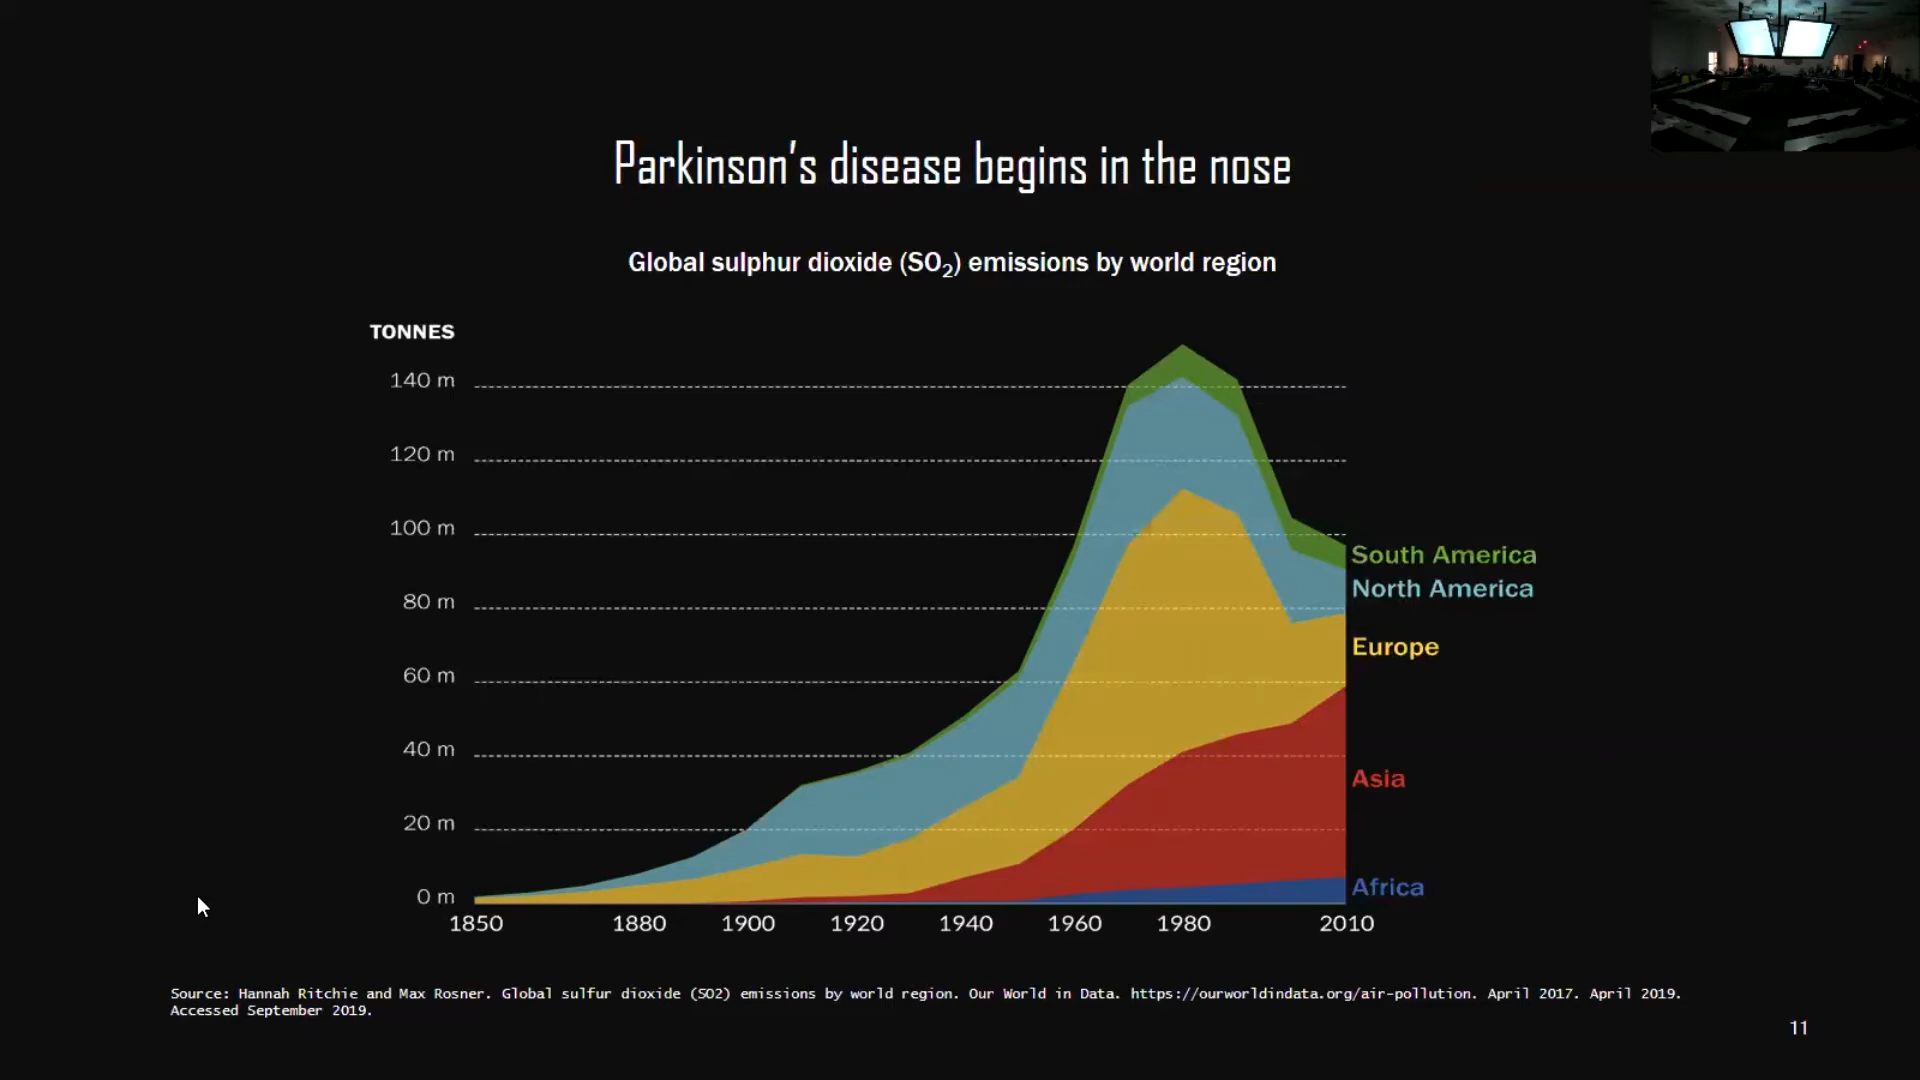 Parkinson's disease begins in the nose
Global sulphur dioxide (SO2) emissions by world region
TONNES
140 m
120 m
100 m
80 m
60 m
40 m
20 m
0 m
South America
North America
Europe
Asia
Africa
1850 1880 1900 1920 1940 1960 1980 2010
Source: Hannah Ritchie and Max Rosner. Global sulfur dioxide (SO2) emissions by world region. Our World in Data. https://ourworldindata.org/air-pollution. April 2017. April 2019.
Accessed September 2019.
11